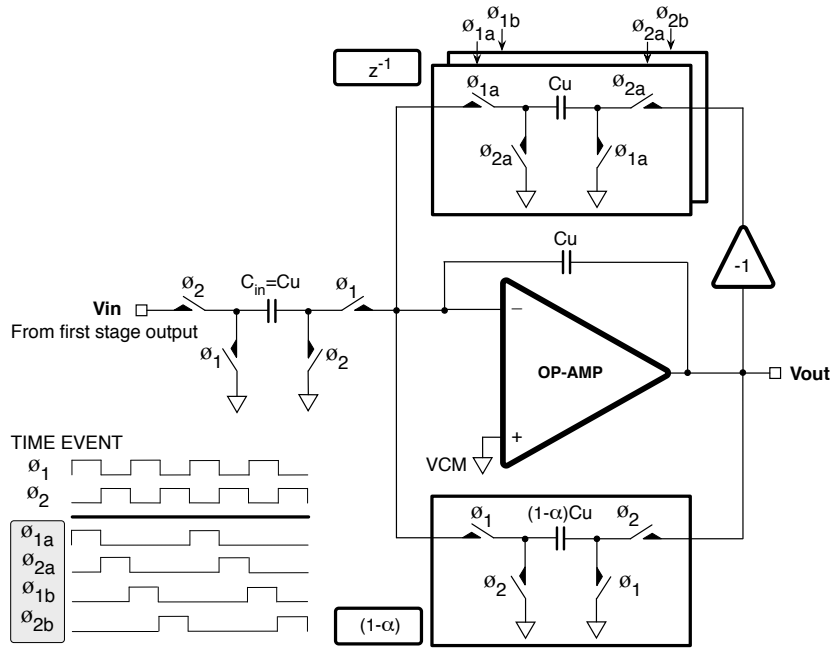 ø1b
ø1a
ø2b
ø2a
z-1
ø1a
Cu
ø2a
ø2a
ø1a
Cu
-1
Vin
From first stage output
ø2
Cin=Cu
ø1
ø1
ø2
−
OP-AMP
+
VCM
Vout
TIME EVENT
ø1
ø2
ø1a
ø2a
ø1b
ø2b
ø1
(1-α)Cu
ø2
ø2
ø1
(1-α)